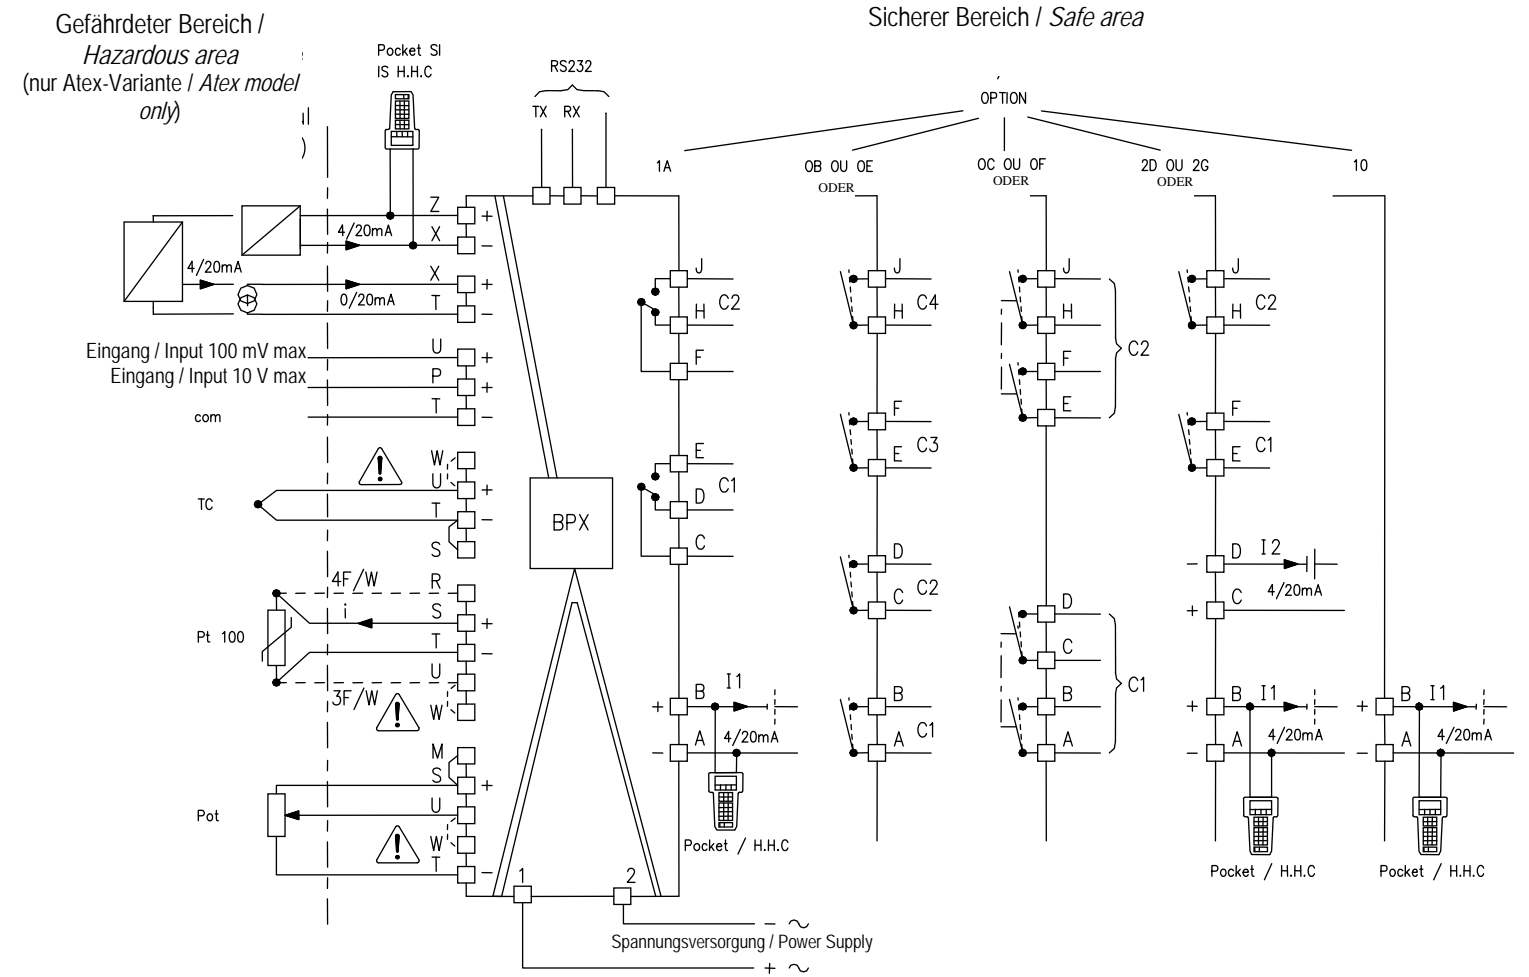 Gefährdeter Bereich /
Hazardous area
(nur Atex-Variante / Atex model
only)
Sicherer Bereich / Safe area
Pocket SI
IS H.H.C
RS232
TX RX
OPTION
1A
OB OU OE
ODER
OC OU OF
ODER
2D OU 2G
ODER
10
Z +
4/20mA
X −
4/20mA
X +
0/20mA
T −
Eingang / Input 100 mV max
U +
Eingang / Input 10 V max
P +
com
T −
W
TC
U +
T −
S
4F/W
R
i
S +
Pt 100
T −
U
3F/W
W
M
S +
Pot
U
W
T −
BPX
1
2
− ~
Spannungsversorgung / Power Supply
+ ~
J
H C2
F
E
D C1
C
+ B I1
− A 4/20mA
Pocket / H.H.C
J
H C4
F
E C3
D
C C2
B
A C1
J
H
F
E
C2
D
C
B
A
C1
J
H C2
F
E C1
− D I2
4/20mA
+ C
+ B I1
− A 4/20mA
Pocket / H.H.C
+ B I1
− A 4/20mA
Pocket / H.H.C